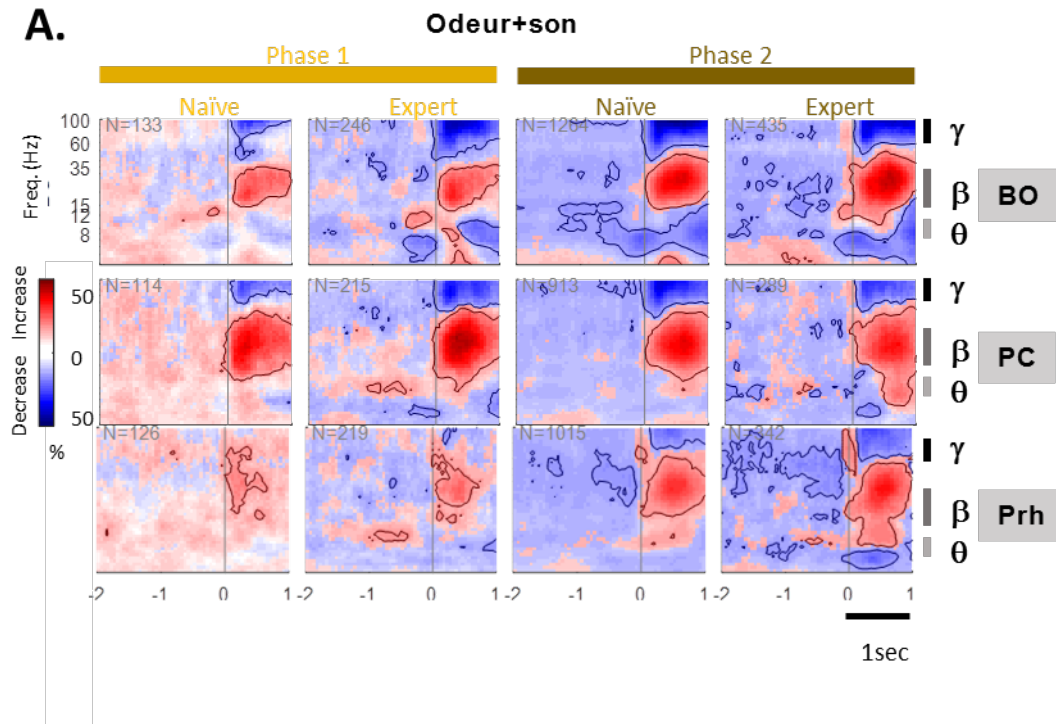 A.
Odeur+son
Phase 1 Phase 2
Naïve Expert Naïve Expert
Freq. (Hz)
100
60
35
15
12
8
N=133 N=246 N=1264 N=435
γ
β
θ
BO
Decrease Increase
50
0
50
%
N=114 N=215 N=913 N=289
γ
β
θ
PC
N=126 N=219 N=1015 N=342
γ
β
θ
Prh
-2 -1 0 1 -2 -1 0 1 -2 -1 0 1 -2 -1 0 1
1sec